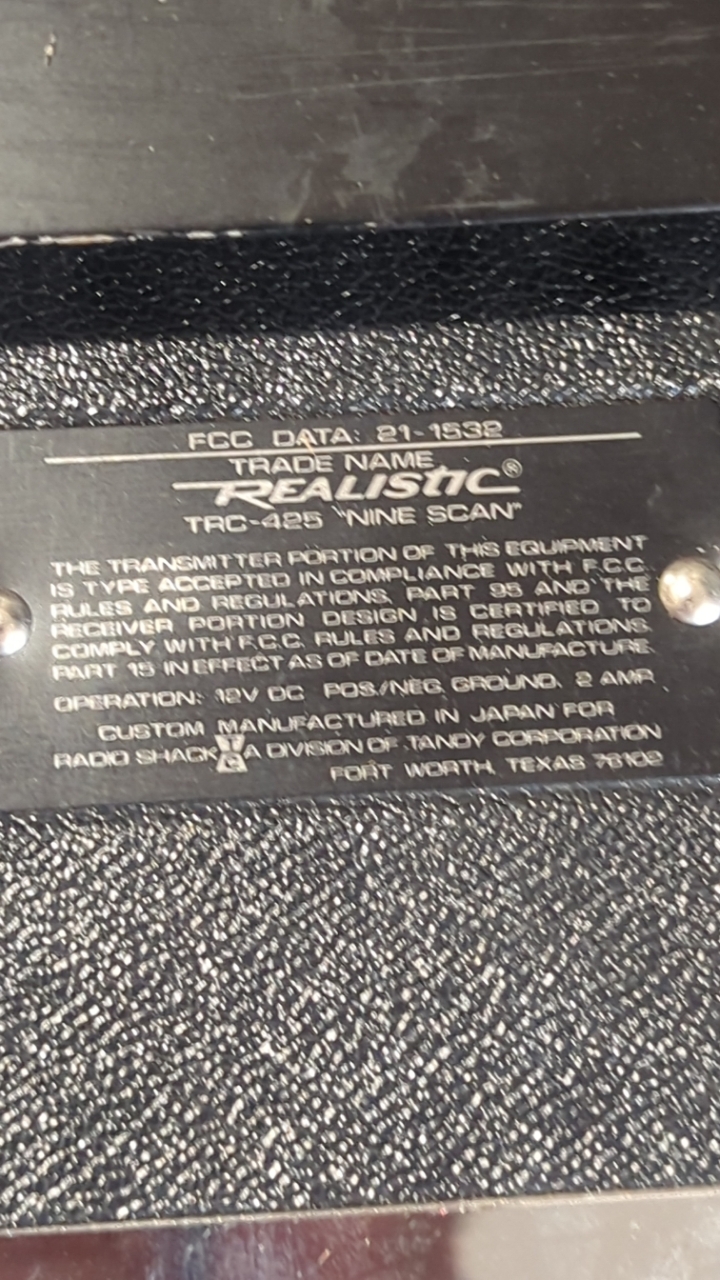 FCC DATA: 21-1532
TRADE NAME
REALISTIC®
TRC-425 "NINE SCAN"
THE TRANSMITTER PORTION OF THIS EQUIPMENT
IS TYPE ACCEPTED IN COMPLIANCE WITH F.C.C.
RULES AND REGULATIONS, PART 95 AND THE
RECEIVER PORTION DESIGN IS CERTIFIED TO
COMPLY WITH F.C.C. RULES AND REGULATIONS
PART 15 IN EFFECT AS OF DATE OF MANUFACTURE.
OPERATION: 12V DC POS/NEG GROUND, 2 AMP.
CUSTOM MANUFACTURED IN JAPAN FOR
RADIO SHACK A DIVISION OF TANDY CORPORATION
FORT WORTH, TEXAS 76102